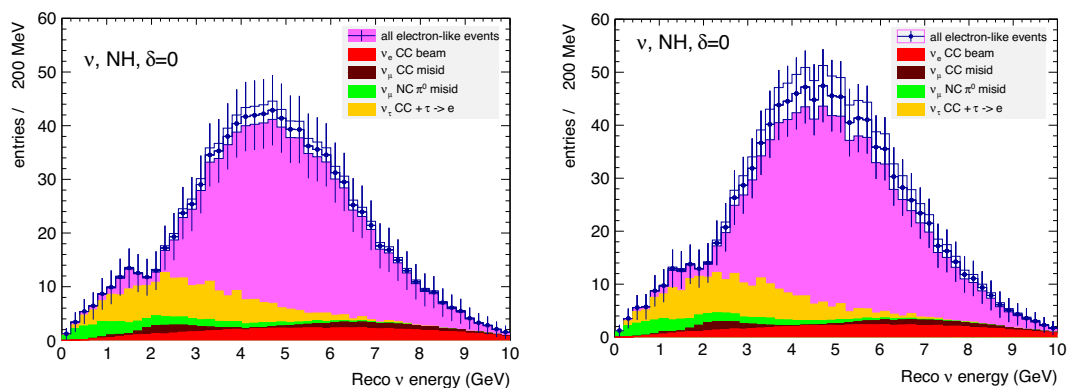 60
50
40
30
20
10
0
entries / 200 MeV
ν, NH, δ=0
all electron-like events
νe CC beam
νμ CC misid
νμ NC π⁰ misid
ντ CC + τ -> e
0 1 2 3 4 5 6 7 8 9 10
Reco ν energy (GeV)
60
50
40
30
20
10
0
entries / 200 MeV
ν, NH, δ=0
all electron-like events
νe CC beam
νμ CC misid
νμ NC π⁰ misid
ντ CC + τ -> e
0 1 2 3 4 5 6 7 8 9 10
Reco ν energy (GeV)